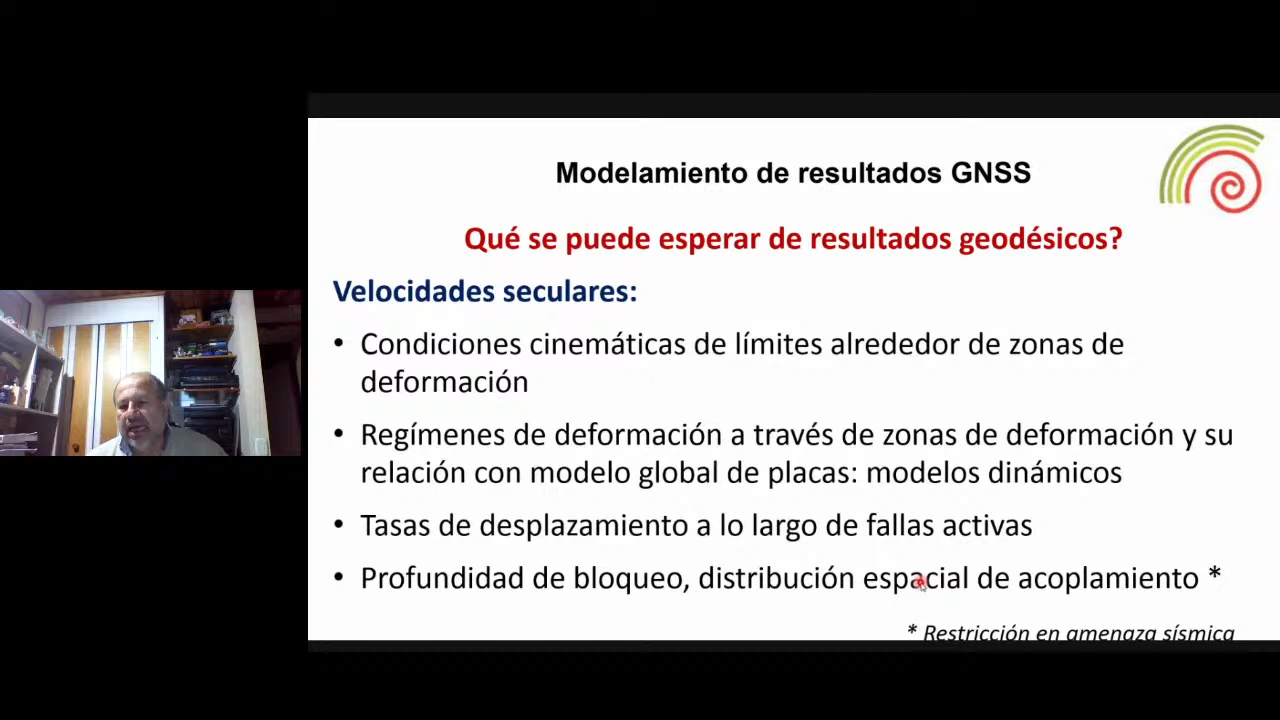 Modelamiento de resultados GNSS
Qué se puede esperar de resultados geodésicos?
Velocidades seculares:
• Condiciones cinemáticas de límites alrededor de zonas de
deformación
• Regímenes de deformación a través de zonas de deformación y su
relación con modelo global de placas: modelos dinámicos
• Tasas de desplazamiento a lo largo de fallas activas
• Profundidad de bloqueo, distribución espacial de acoplamiento *
* Restricción en amenaza sísmica